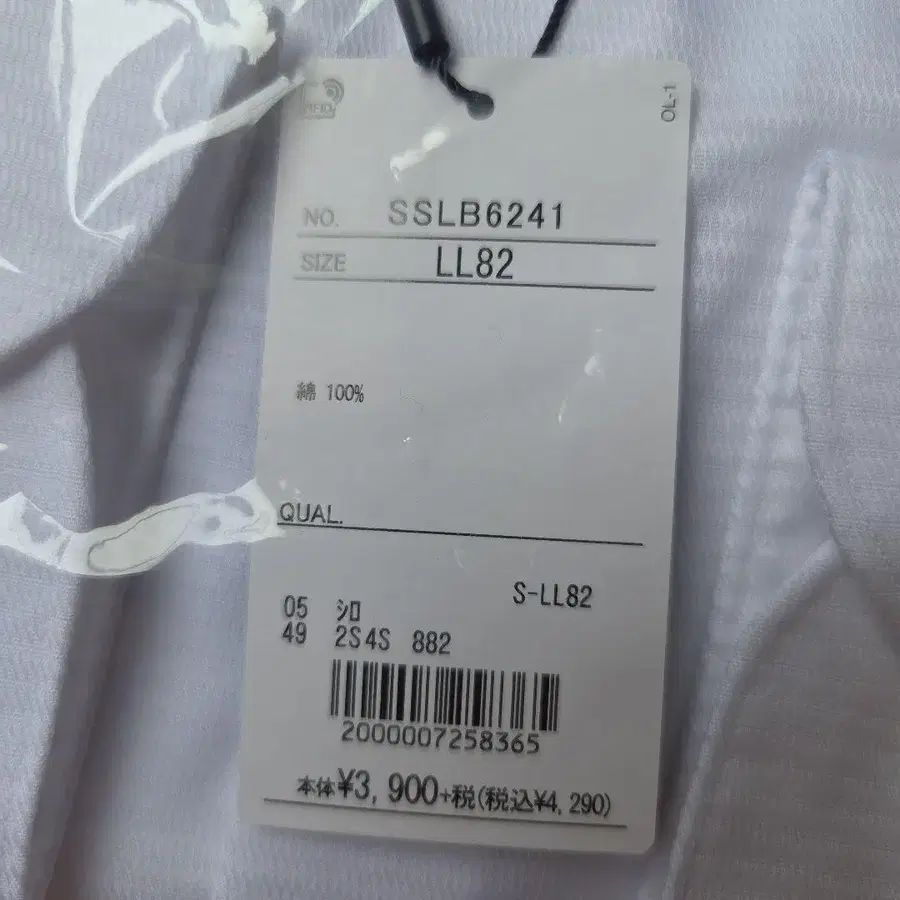 RFID
OL-1
NO. SSLB6241
SIZE LL82
綿 100%
QUAL.
S-LL82
05 シロ
49 2S4S 882
2000007258365
本体¥3,900+税(税込¥4,290)